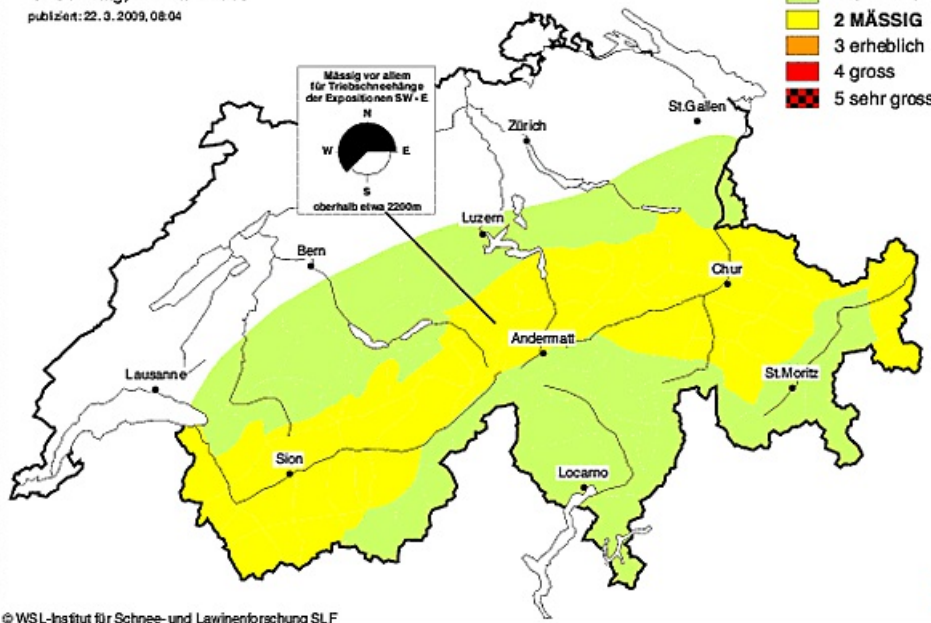 publiziert: 22. 3. 2009, 08:04
2 MÄSSIG
3 erheblich
4 gross
5 sehr gross
Mässig vor allem
für Triebschneehänge
der Expositionen SW - E
N
W E
S
oberhalb etwa 2200m
St.Gallen
Zürich
Luzern
Bern
Chur
Andermatt
Lausanne
St.Moritz
Sion
Locarno
© WSL-Institut für Schnee- und Lawinenforschung SLF